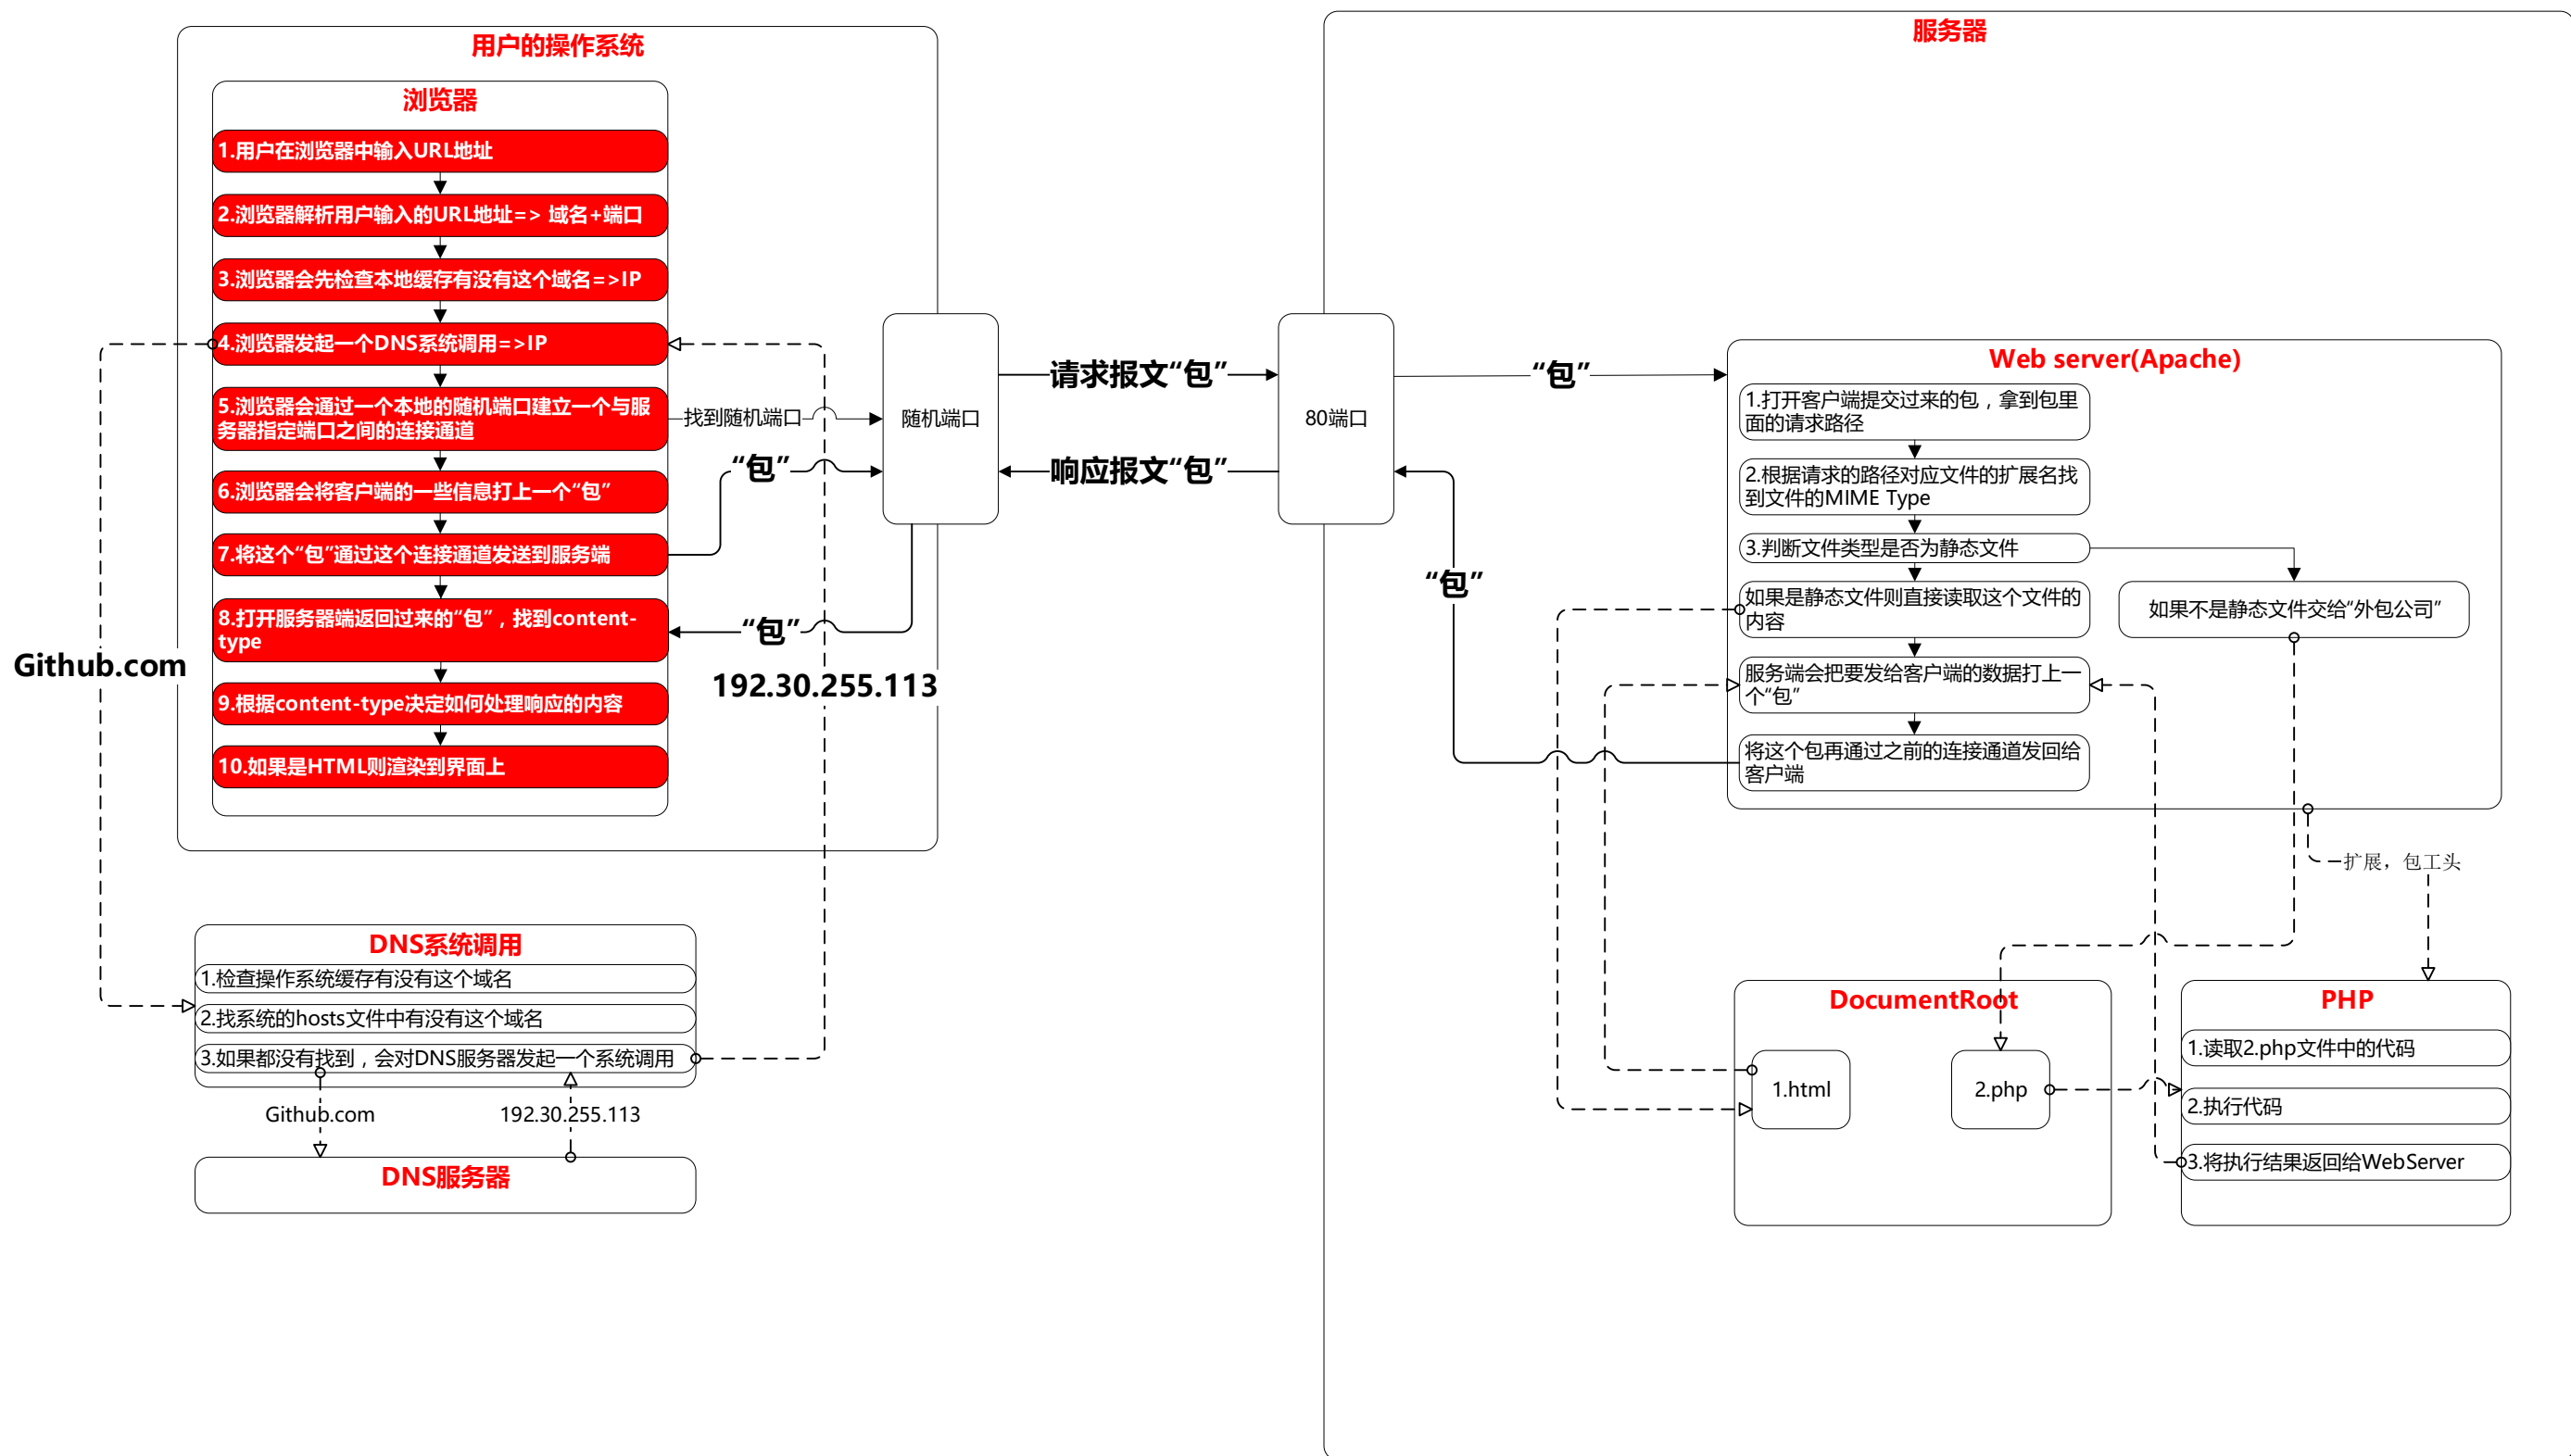 用户的操作系统
浏览器
1.用户在浏览器中输入URL地址
2.浏览器解析用户输入的URL地址=> 域名+端口
3.浏览器会先检查本地缓存有没有这个域名=>IP
4.浏览器发起一个DNS系统调用=>IP
5.浏览器会通过一个本地的随机端口建立一个与服
务器指定端口之间的连接通道
6.浏览器会将客户端的一些信息打上一个“包”
7.将这个“包”通过这个连接通道发送到服务端
8.打开服务器端返回过来的“包”，找到content-
type
9.根据content-type决定如何处理响应的内容
10.如果是HTML则渲染到界面上
找到随机端口
“包”
“包”
随机端口
Github.com
192.30.255.113
DNS系统调用
1.检查操作系统缓存有没有这个域名
2.找系统的hosts文件中有没有这个域名
3.如果都没有找到，会对DNS服务器发起一个系统调用
Github.com
192.30.255.113
DNS服务器
请求报文“包”
响应报文“包”
服务器
80端口
“包”
“包”
Web server(Apache)
1.打开客户端提交过来的包，拿到包里
面的请求路径
2.根据请求的路径对应文件的扩展名找
到文件的MIME Type
3.判断文件类型是否为静态文件
如果是静态文件则直接读取这个文件的
内容
如果不是静态文件交给“外包公司”
服务端会把要发给客户端的数据打上一
个“包”
将这个包再通过之前的连接通道发回给
客户端
扩展，包工头
DocumentRoot
1.html
2.php
PHP
1.读取2.php文件中的代码
2.执行代码
3.将执行结果返回给WebServer